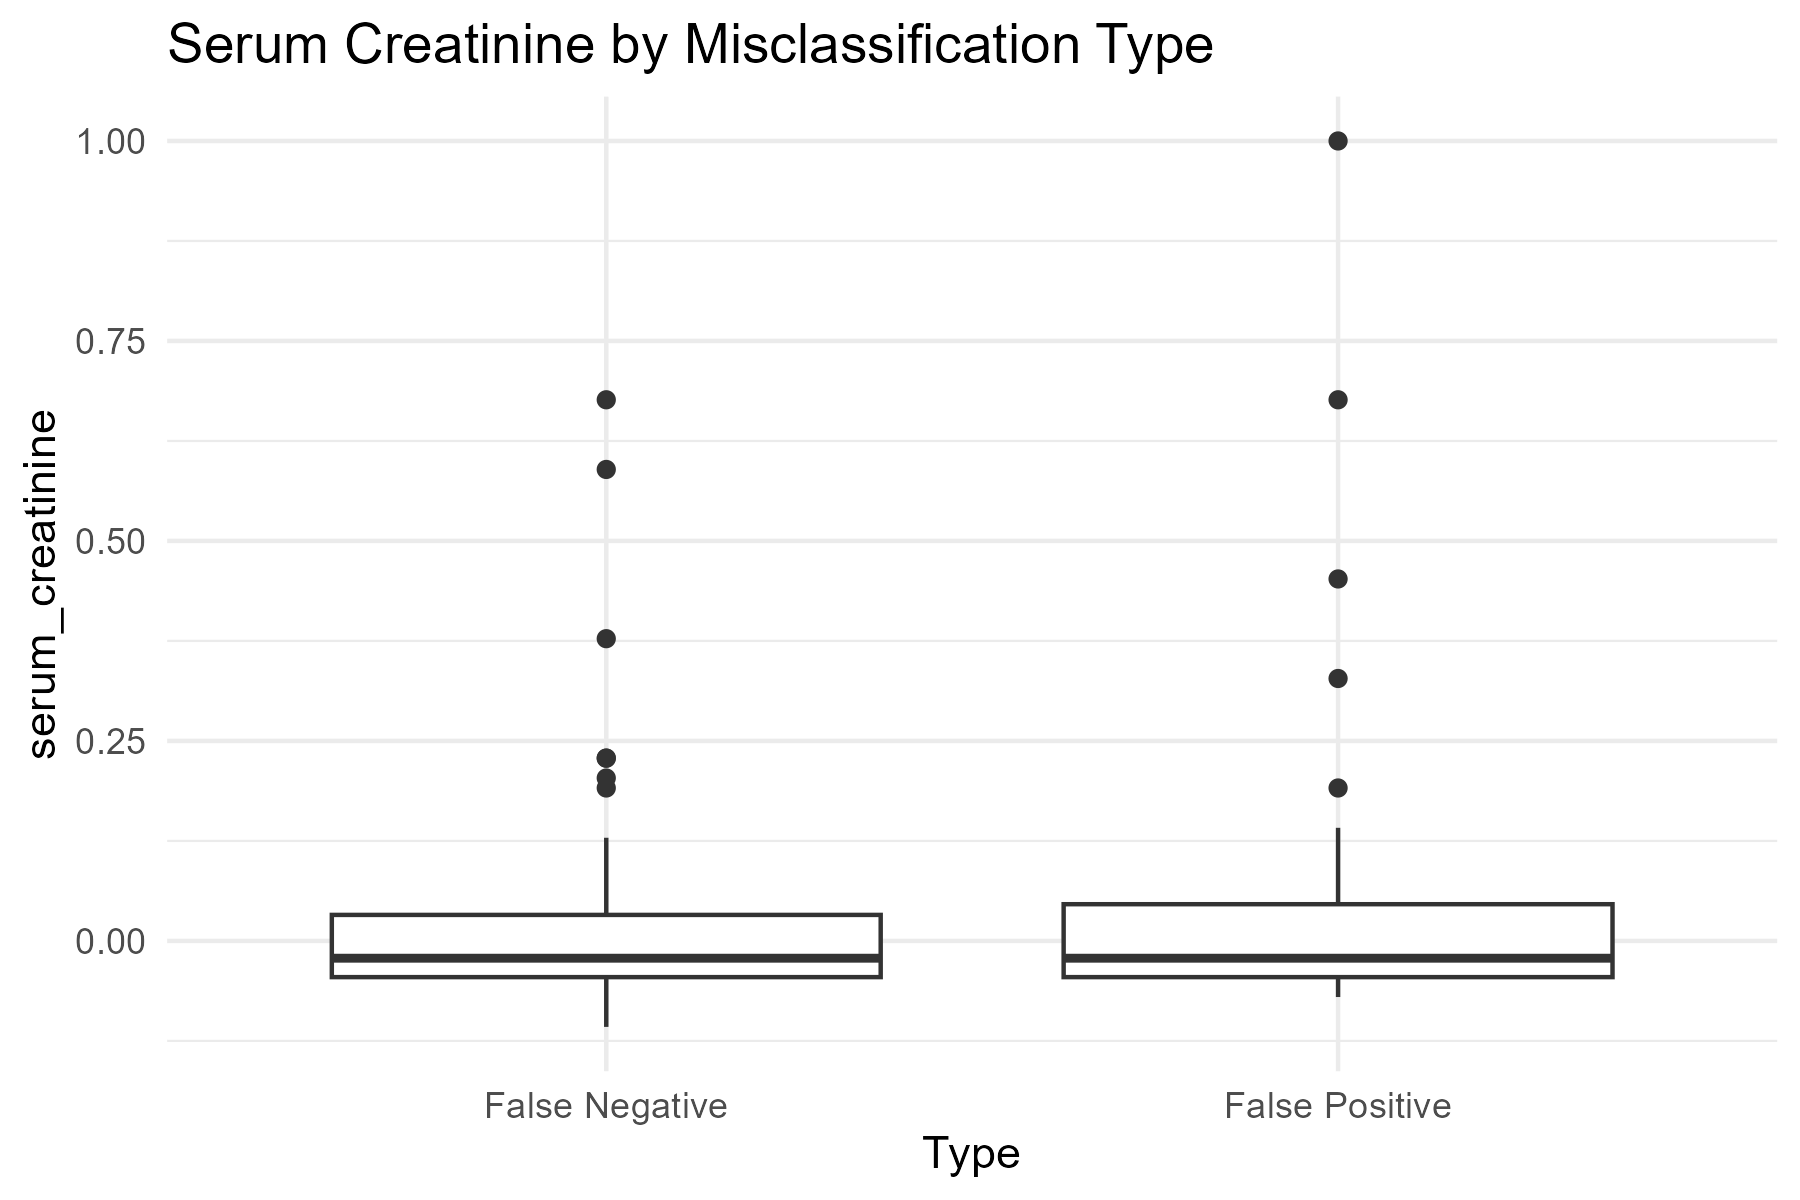 Serum Creatinine by Misclassification Type
serum_creatinine
1.00
0.75
0.50
0.25
0.00
False Negative
False Positive
Type